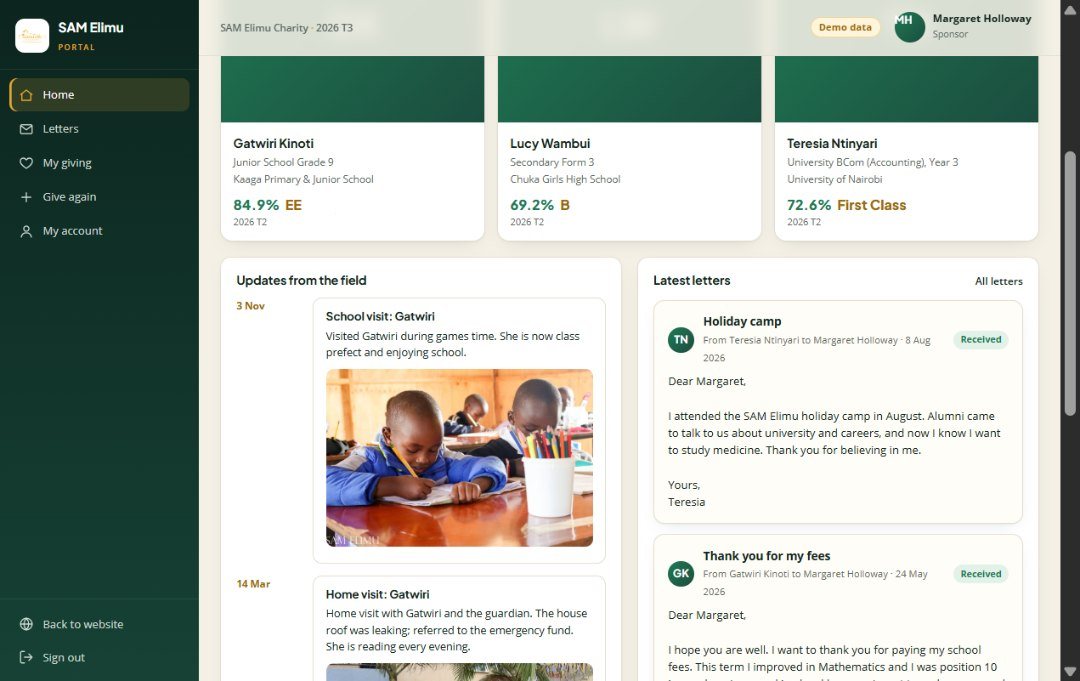 SAM Elimu
PORTAL
Home
Letters
My giving
Give again
My account
Back to website
Sign out
SAM Elimu Charity · 2026 T3
Demo data
MH
Margaret Holloway
Sponsor
Gatwiri Kinoti
Junior School Grade 9
Kaaga Primary & Junior School
84.9% EE
2026 T2
Lucy Wambui
Secondary Form 3
Chuka Girls High School
69.2% B
2026 T2
Teresia Ntinyari
University BCom (Accounting), Year 3
University of Nairobi
72.6% First Class
2026 T2
Updates from the field
3 Nov
School visit: Gatwiri
Visited Gatwiri during games time. She is now class
prefect and enjoying school.
SAM ELIMU
14 Mar
Home visit: Gatwiri
Home visit with Gatwiri and the guardian. The house
roof was leaking; referred to the emergency fund.
She is reading every evening.
Latest letters
All letters
Holiday camp
TN
From Teresia Ntinyari to Margaret Holloway · 8 Aug
2026
Received
Dear Margaret,
I attended the SAM Elimu holiday camp in August. Alumni came
to talk to us about university and careers, and now I know I want
to study medicine. Thank you for believing in me.
Yours,
Teresia
Thank you for my fees
GK
From Gatwiri Kinoti to Margaret Holloway · 24 May
2026
Received
Dear Margaret,
I hope you are well. I want to thank you for paying my school
fees. This term I improved in Mathematics and I was position 10